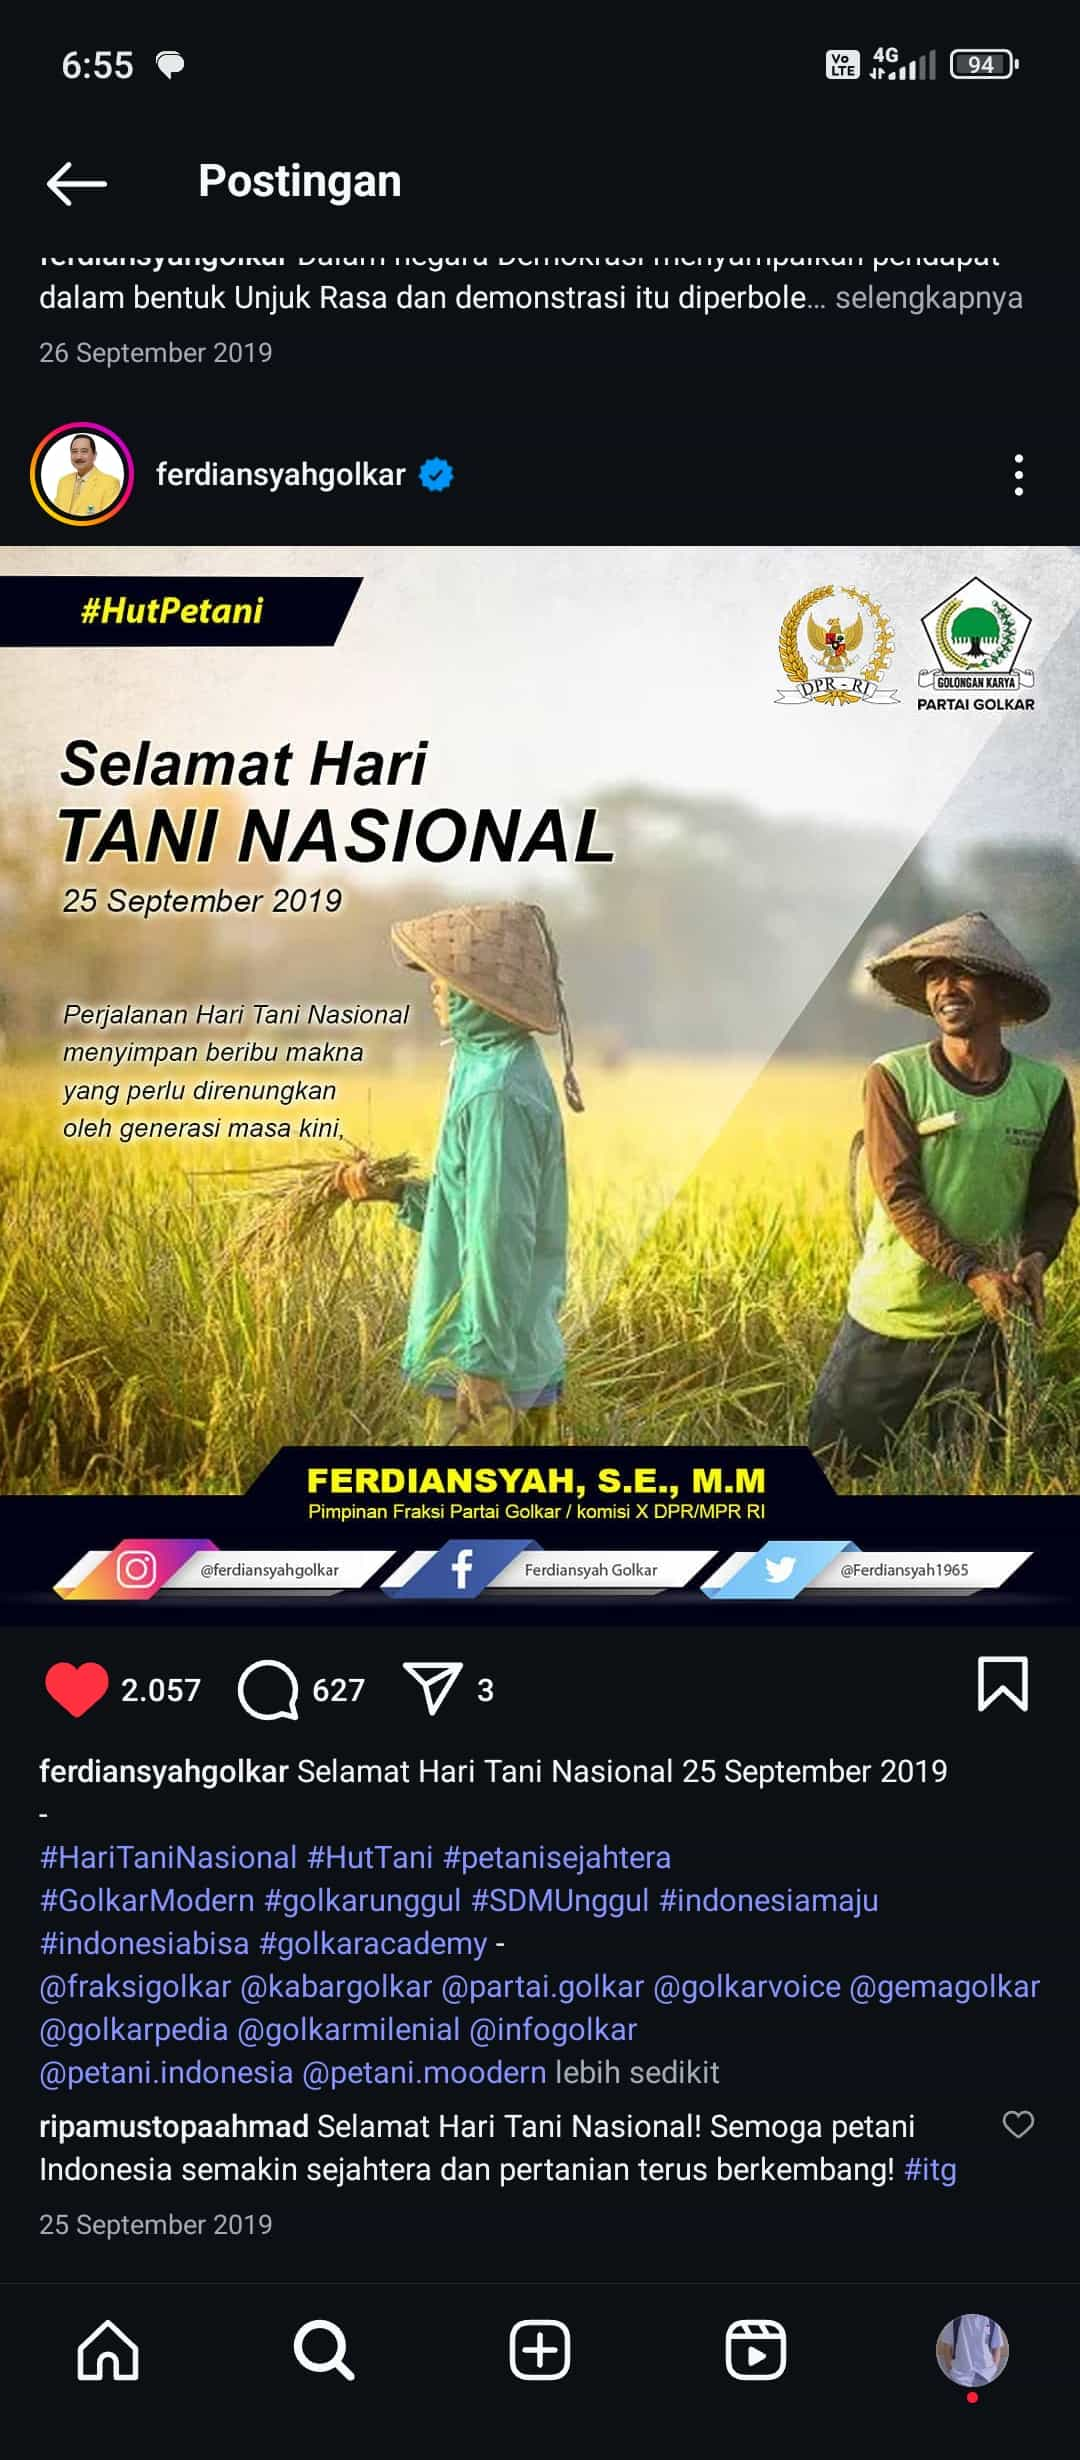 6:55
Vo LTE 4G 94
Postingan
ferdiansyahgolkar Dalam negara Demokrasi menyampaikan pendapat
dalam bentuk Unjuk Rasa dan demonstrasi itu diperbole... selengkapnya
26 September 2019
ferdiansyahgolkar
#HutPetani
DPR - RI
GOLONGAN KARYA
PARTAI GOLKAR
Selamat Hari
TANI NASIONAL
25 September 2019
Perjalanan Hari Tani Nasional
menyimpan beribu makna
yang perlu direnungkan
oleh generasi masa kini,
FERDIANSYAH, S.E., M.M
Pimpinan Fraksi Partai Golkar / komisi X DPR/MPR RI
@ferdiansyahgolkar
Ferdiansyah Golkar
@Ferdiansyah1965
2.057 627 3
ferdiansyahgolkar Selamat Hari Tani Nasional 25 September 2019
-
#HariTaniNasional #HutTani #petanisejahtera
#GolkarModern #golkarunggul #SDMUnggul #indonesiamaju
#indonesiabisa #golkaracademy -
@fraksigolkar @kabargolkar @partai.golkar @golkarvoice @gemagolkar
@golkarpedia @golkarmilenial @infogolkar
@petani.indonesia @petani.moodern lebih sedikit
ripamustopaahmad Selamat Hari Tani Nasional! Semoga petani
Indonesia semakin sejahtera dan pertanian terus berkembang! #itg
25 September 2019